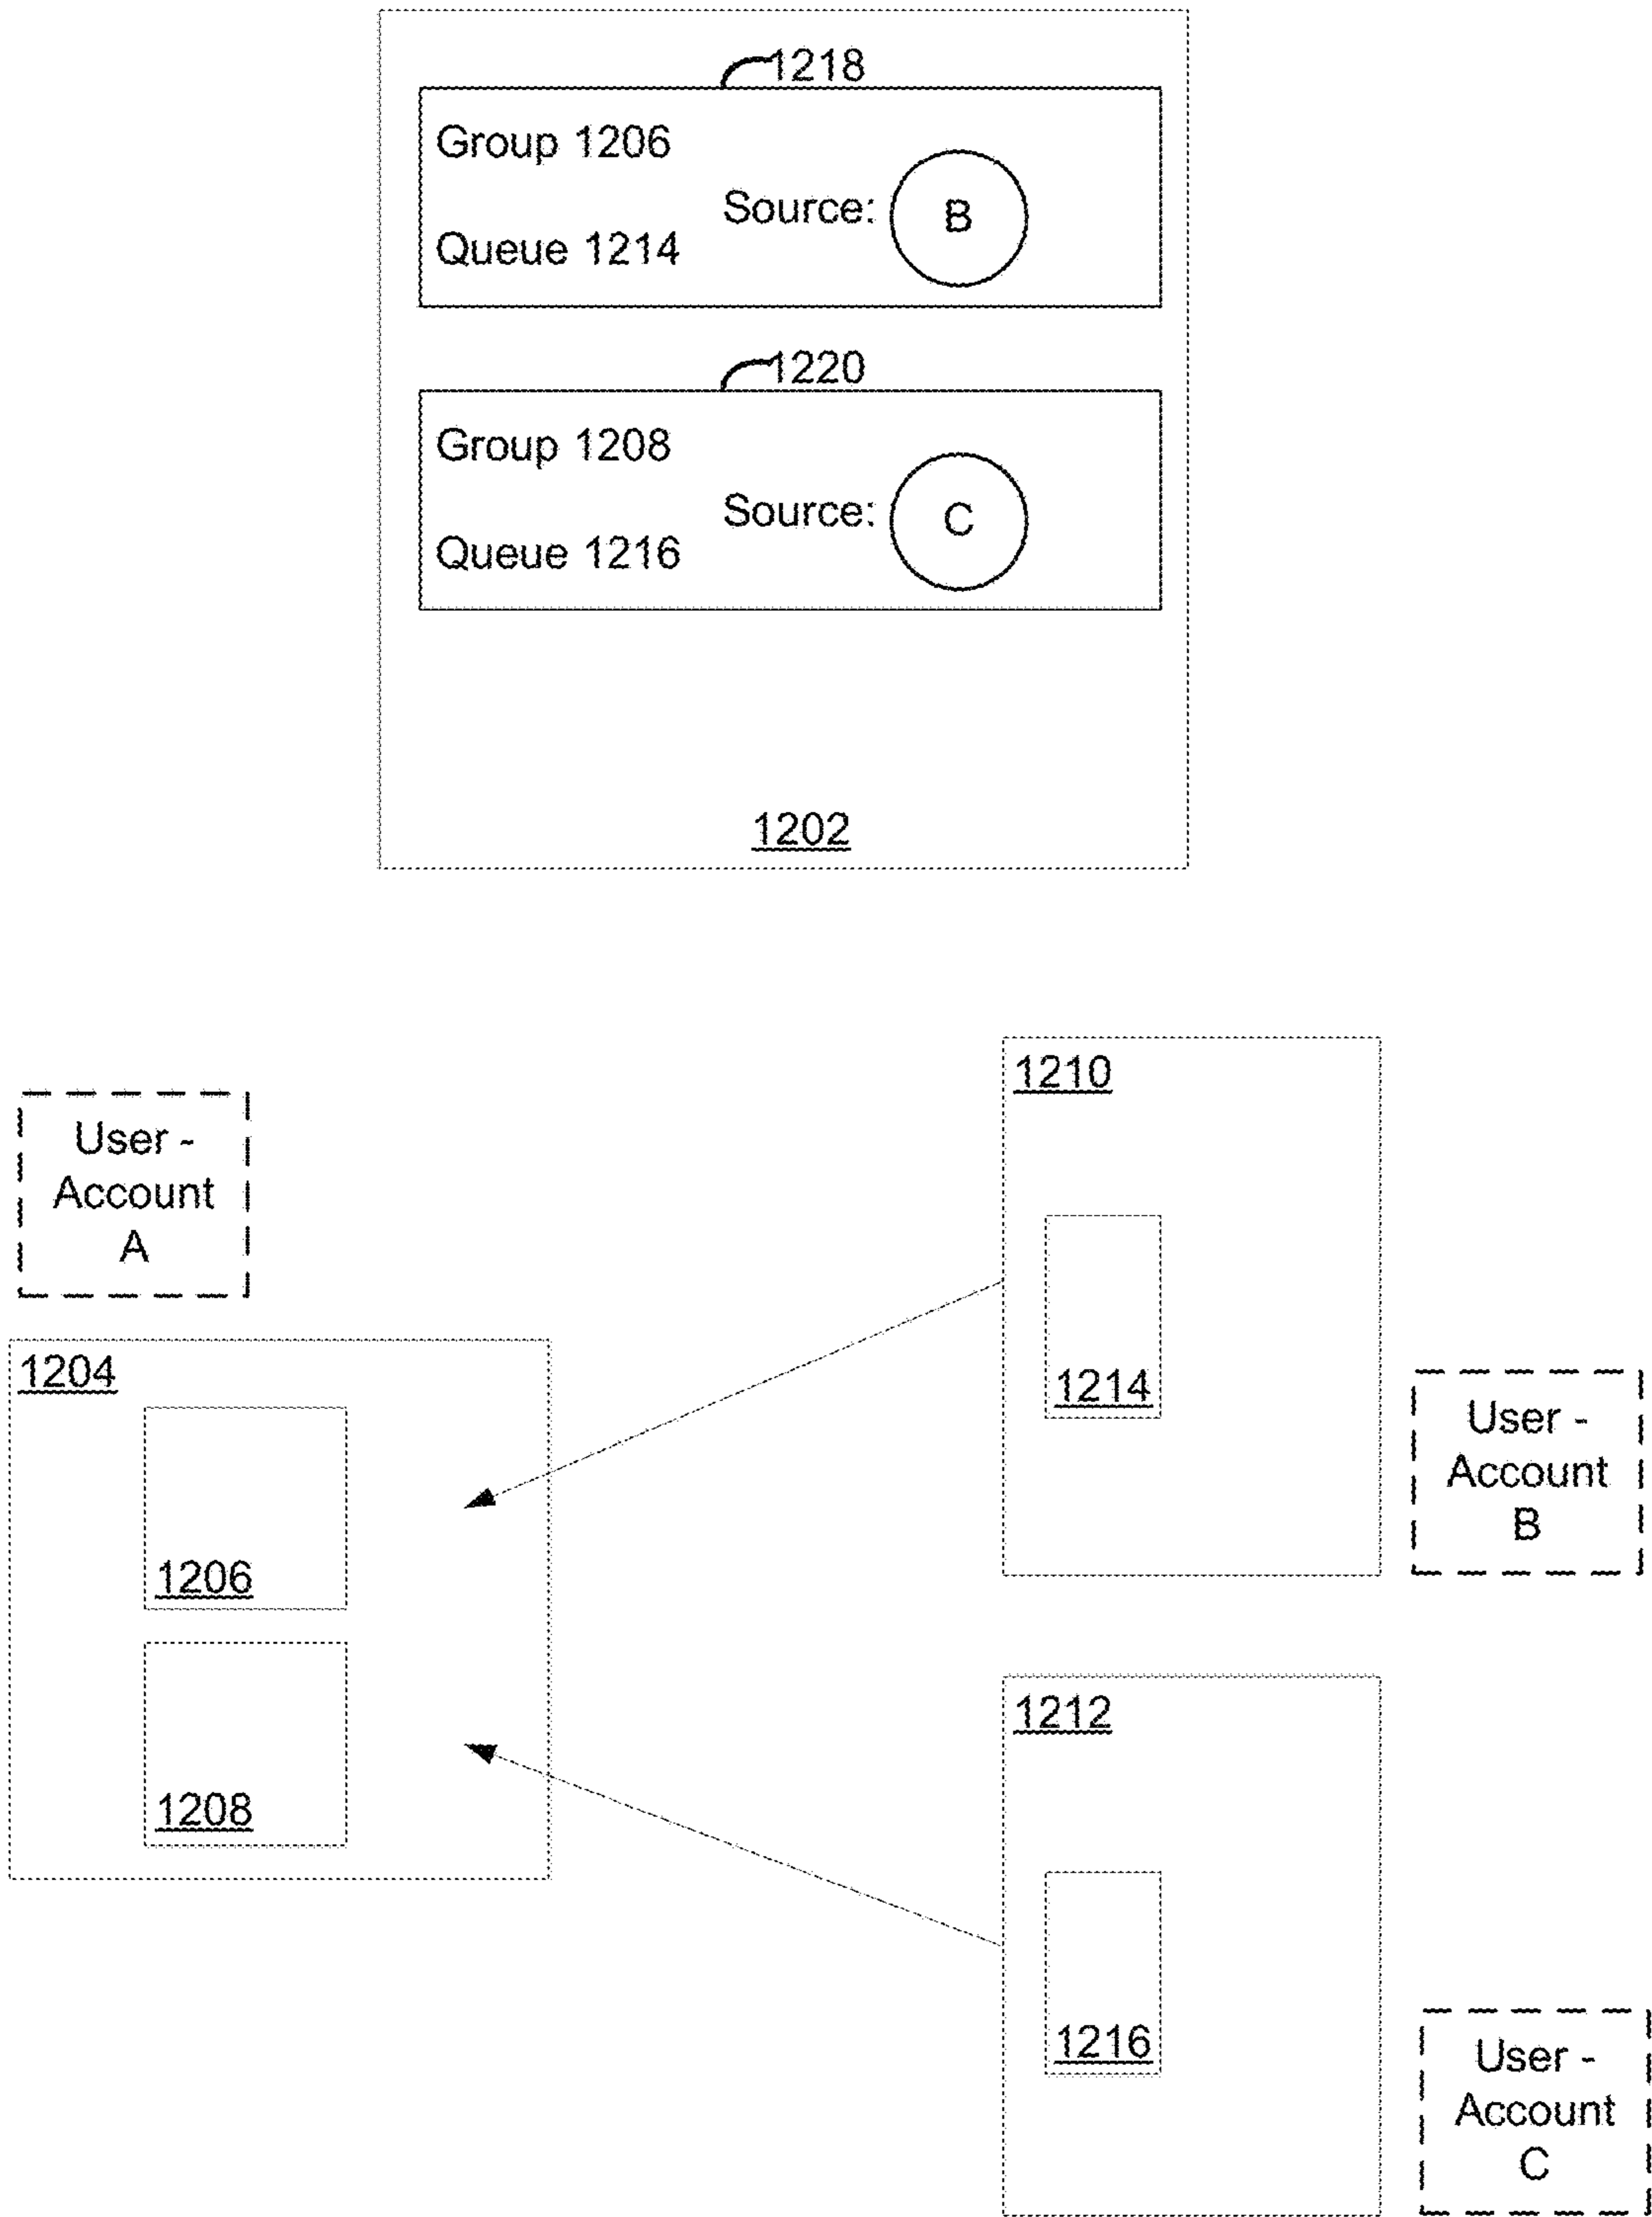 1218
Group 1206
Source: B
Queue 1214
1220
Group 1208
Source: C
Queue 1216
1202
User -
Account
A
1204
1206
1208
1210
1214
User -
Account
B
1212
1216
User -
Account
C